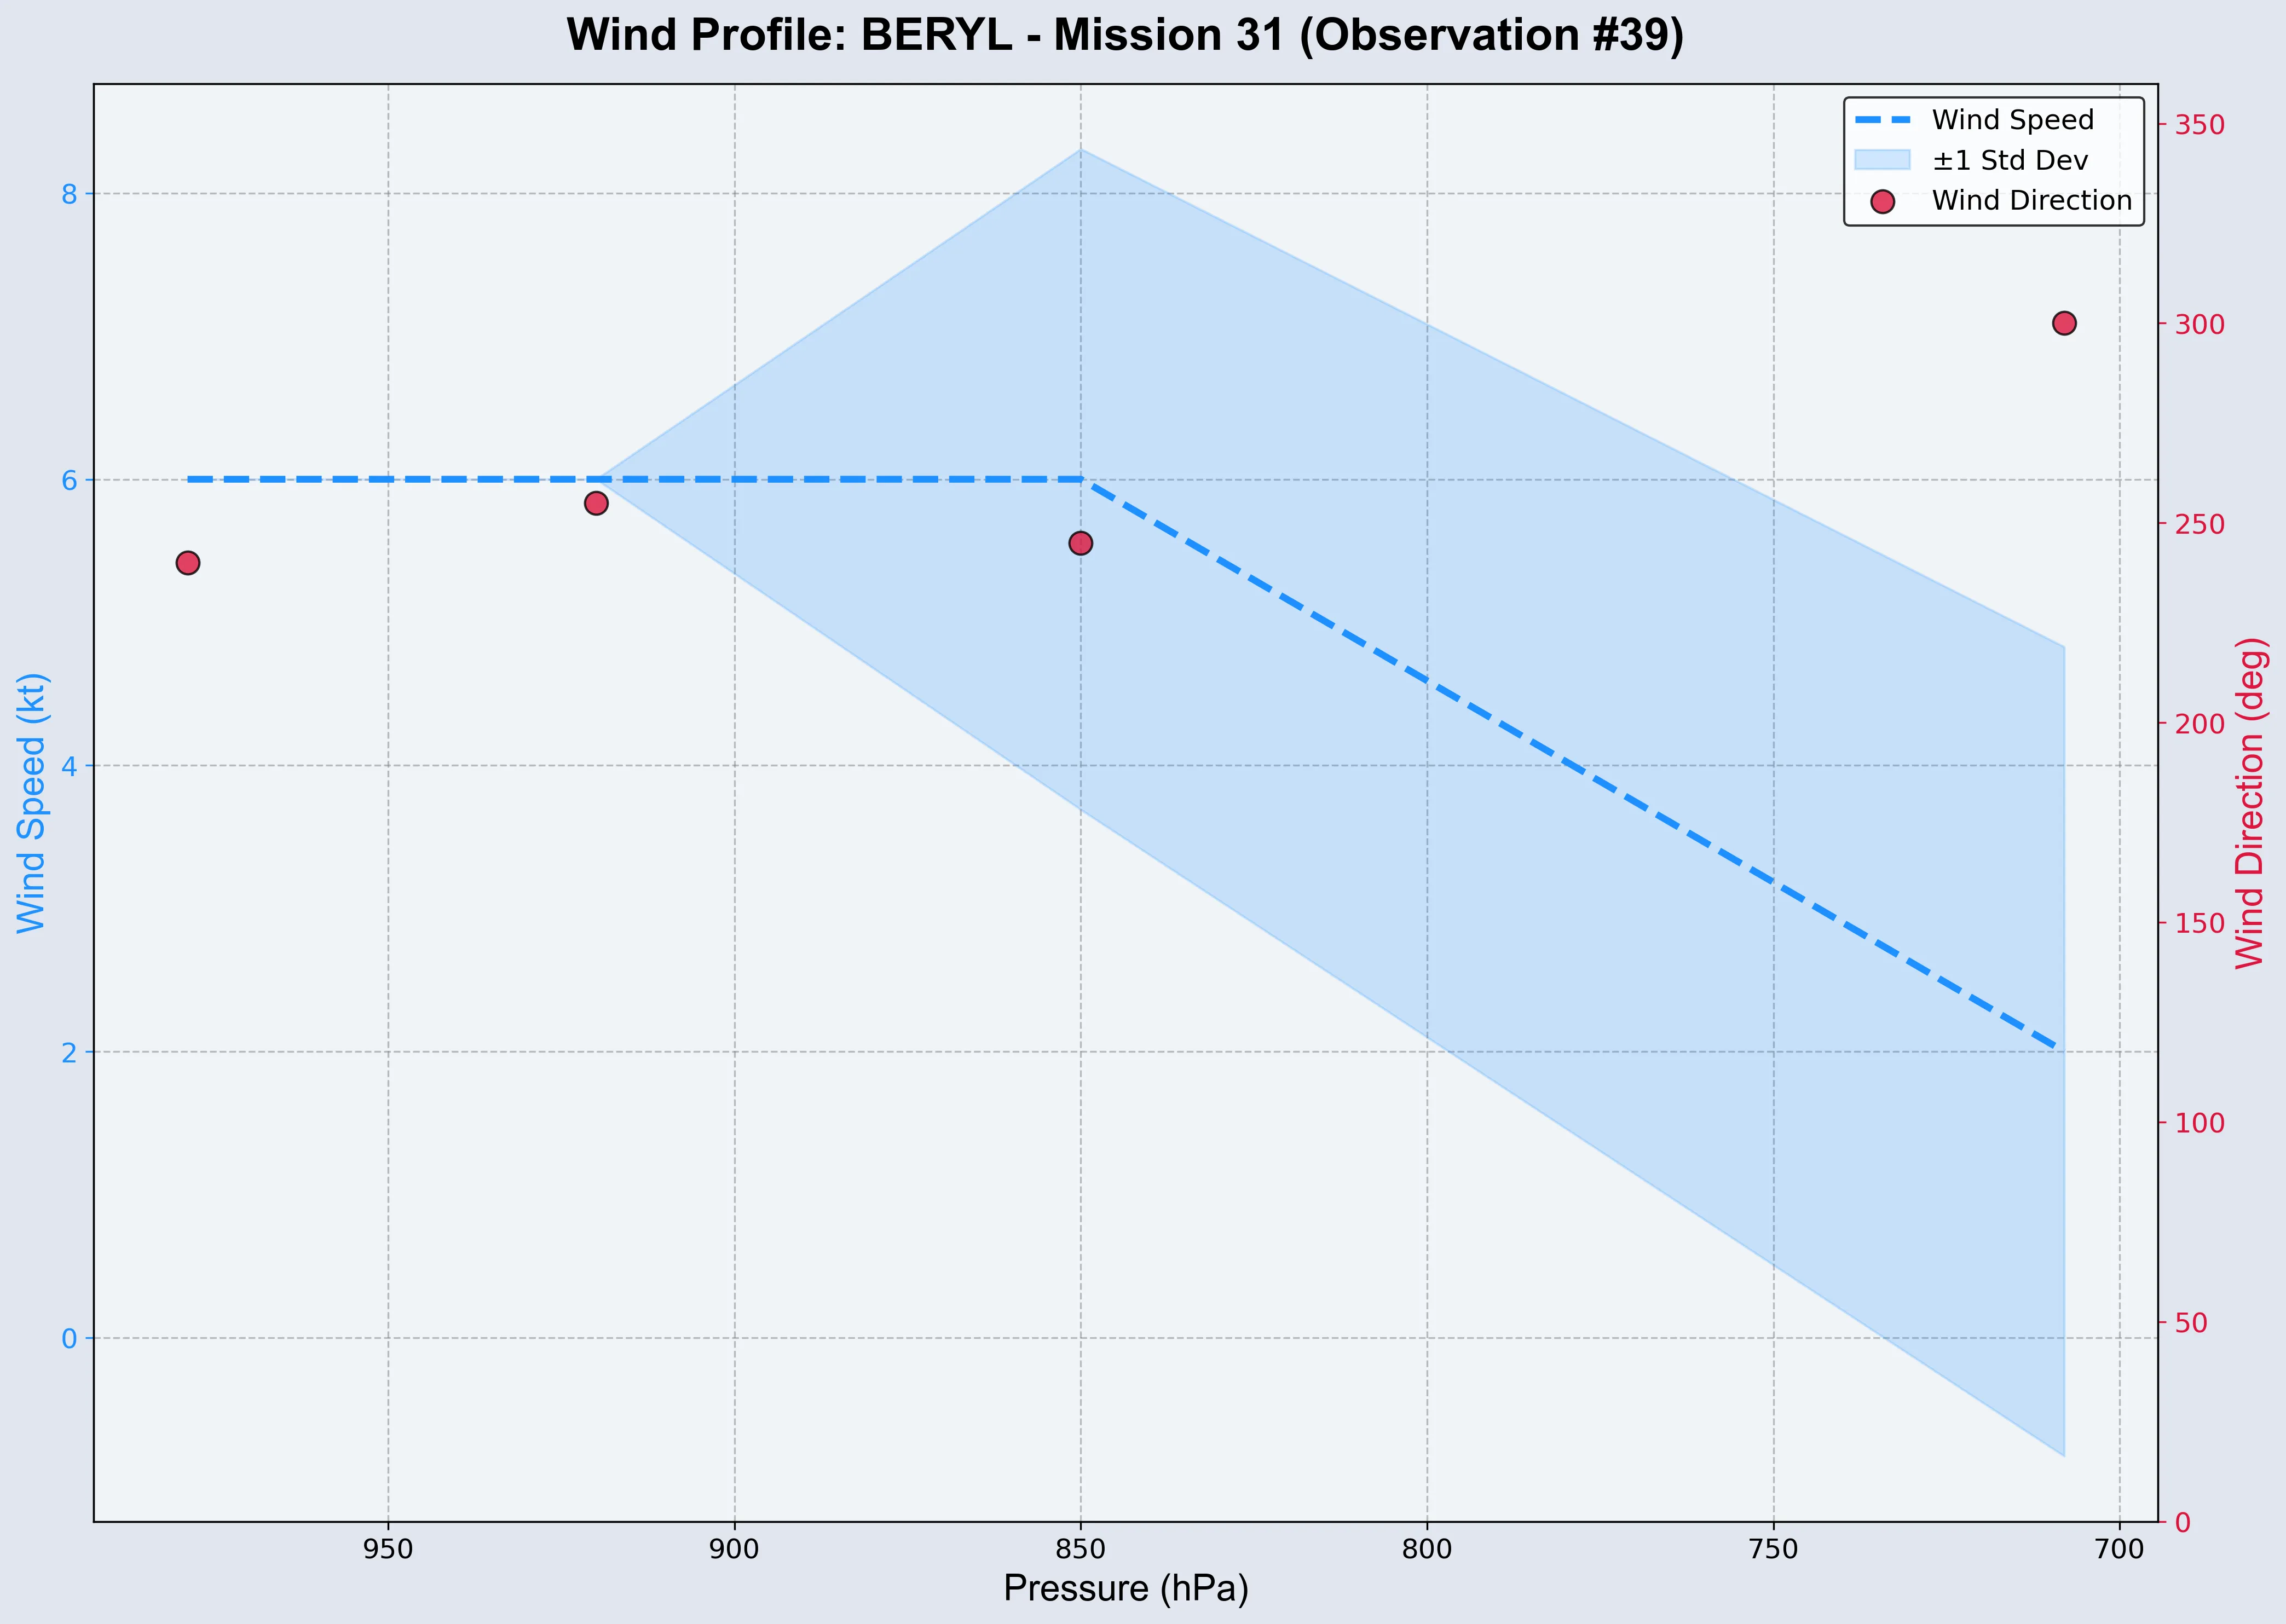 Wind Profile: BERYL - Mission 31 (Observation #39)
Wind Speed
±1 Std Dev
Wind Direction
Wind Speed (kt)
8
6
4
2
0
350
300
250
200
150
100
50
0
Wind Direction (deg)
950 900 850 800 750 700
Pressure (hPa)